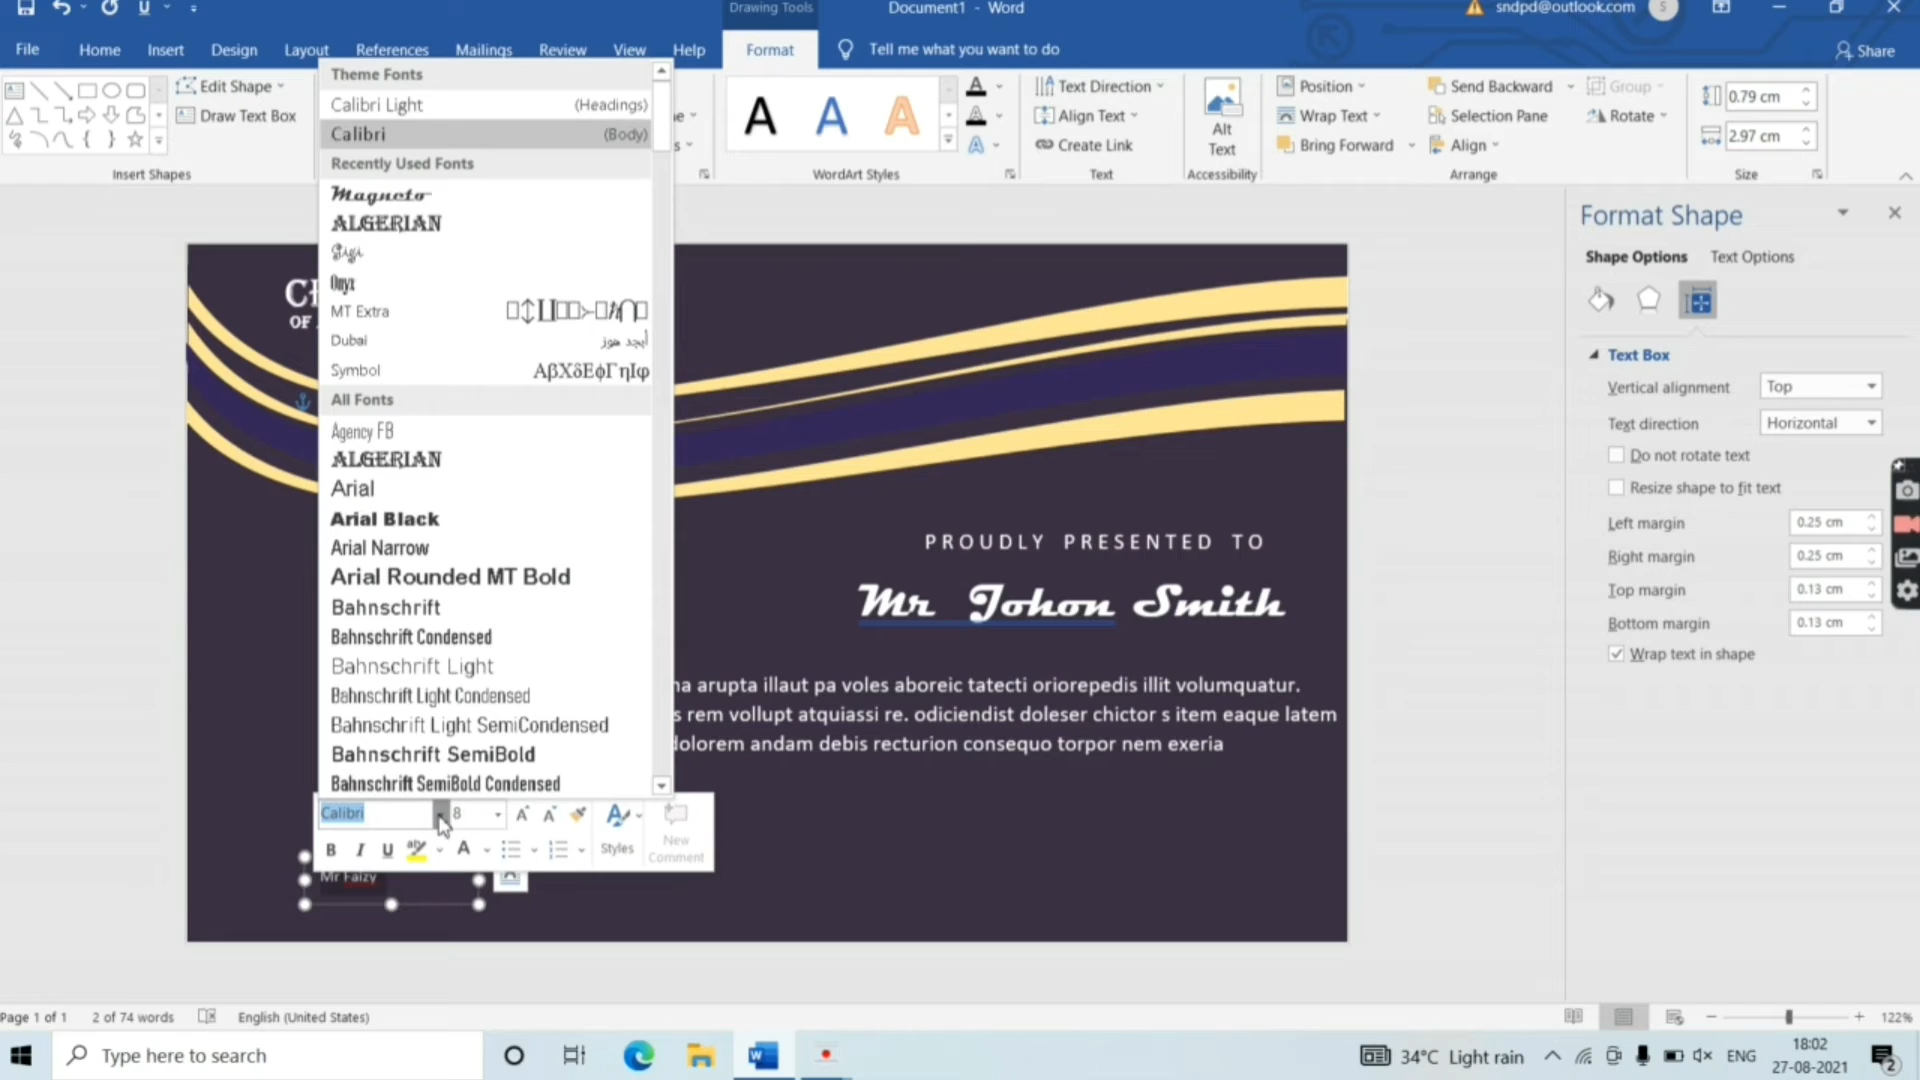 Drawing Tools
Document1 - Word
sndpd@outlook.com
S
File
Home
Insert
Design
Layout
References
Mailings
Review
View
Help
Format
Tell me what you want to do
Share
Edit Shape
Draw Text Box
Insert Shapes
Theme Fonts
Calibri Light
(Headings)
Calibri
(Body)
Recently Used Fonts
Magneto
ALGERIAN
Gigi
Onyx
MT Extra
Dubai
أبجد هوز
Symbol
ΑβΧδΕϕΓηΙφ
All Fonts
Agency FB
ALGERIAN
Arial
Arial Black
Arial Narrow
Arial Rounded MT Bold
Bahnschrift
Bahnschrift Condensed
Bahnschrift Light
Bahnschrift Light Condensed
Bahnschrift Light SemiCondensed
Bahnschrift SemiBold
Bahnschrift SemiBold Condensed
Calibri
8
B I U
Styles
New
Comment
A A A
WordArt Styles
Text Direction
Align Text
Create Link
Text
Alt
Text
Accessibility
Position
Wrap Text
Bring Forward
Send Backward
Selection Pane
Align
Group
Rotate
Arrange
0.79 cm
2.97 cm
Size
OF
PROUDLY PRESENTED TO
Mr Johon Smith
na arupta illaut pa voles aboreic tatecti oriorepedis illit volumquatur.
s rem vollupt atquiassi re. odiciendist doleser chictor s item eaque latem
dolorem andam debis recturion consequo torpor nem exeria
Mr Faizy
Format Shape
Shape Options
Text Options
Text Box
Vertical alignment
Top
Text direction
Horizontal
Do not rotate text
Resize shape to fit text
Left margin
0.25 cm
Right margin
0.25 cm
Top margin
0.13 cm
Bottom margin
0.13 cm
Wrap text in shape
Page 1 of 1
2 of 74 words
English (United States)
122%
Type here to search
34°C Light rain
ENG
18:02
27-08-2021
2